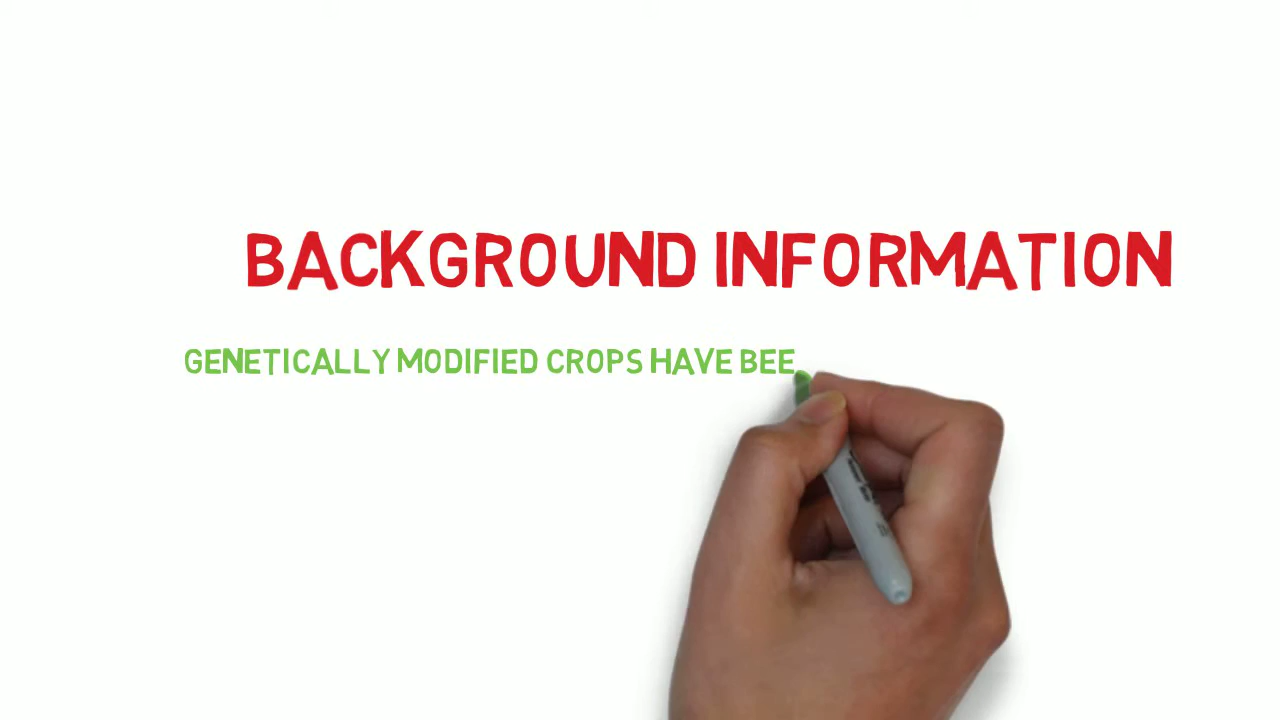 BACKGROUND INFORMATION
GENETICALLY MODIFIED CROPS HAVE BEE